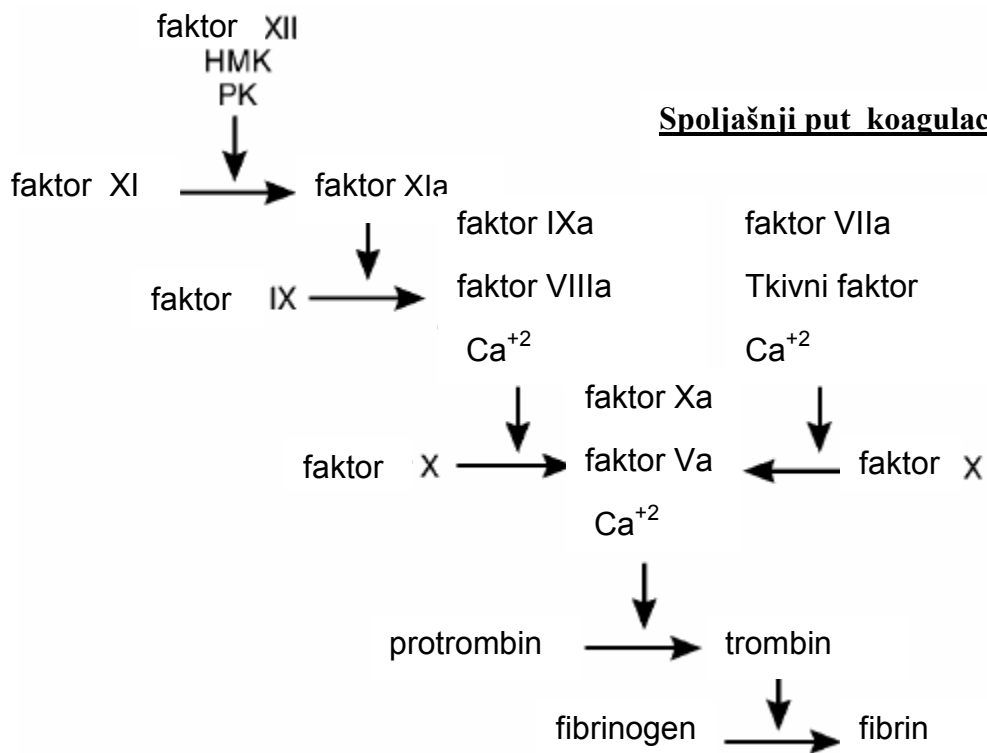 faktor XII
HMK
PK
Spoljašnji put koagulac
faktor XI
faktor XIa
faktor IXa
faktor VIIa
faktor IX
faktor VIIIa
Tkivni faktor
Ca+2
Ca+2
faktor Xa
faktor X
faktor Va
faktor X
Ca+2
protrombin
trombin
fibrinogen
fibrin